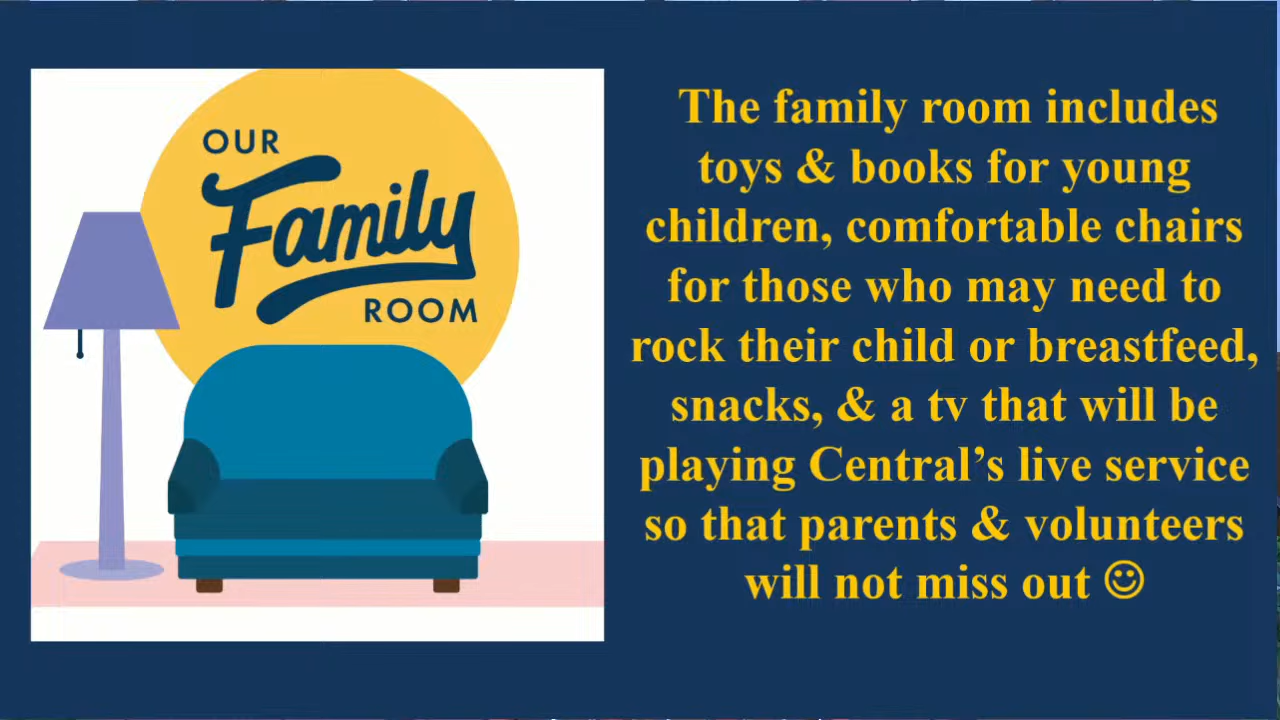 OUR
Family
ROOM
The family room includes
toys & books for young
children, comfortable chairs
for those who may need to
rock their child or breastfeed,
snacks, & a tv that will be
playing Central’s live service
so that parents & volunteers
will not miss out ☺